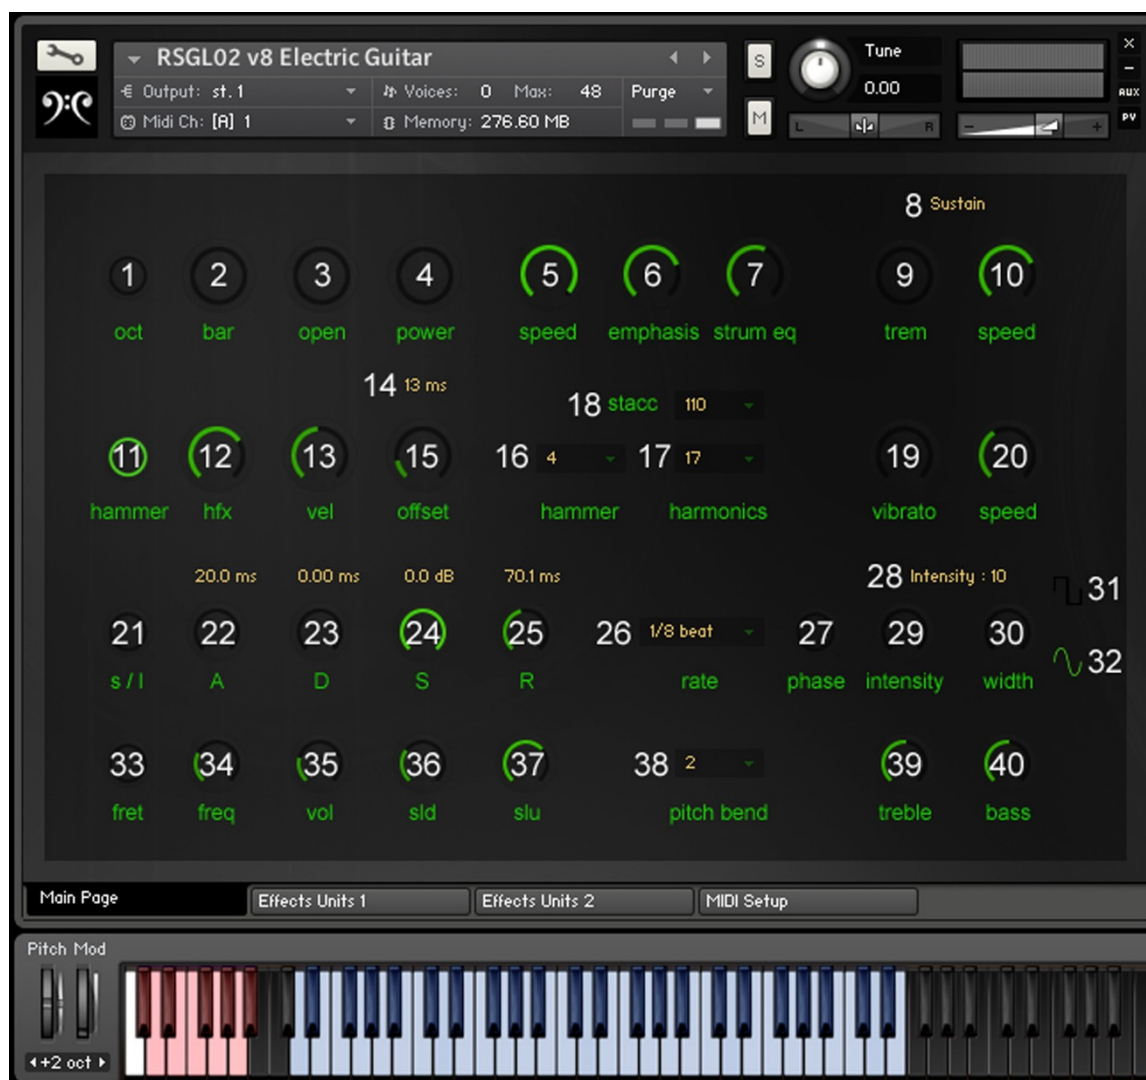 RSGL02 v8 Electric Guitar
S
Tune
×
Output: st. 1
Voices: 0 Max: 48
Purge
0.00
AUX
Midi Ch: [A] 1
Memory: 276.60 MB
M
L R
- +
PV
8 Sustain
1 2 3 4 5 6 7 9 10
oct bar open power speed emphasis strum eq trem speed
14 13 ms
18 stacc 110
11 12 13 15 16 4 17 17 19 20
hammer hfx vel offset hammer harmonics vibrato speed
20.0 ms 0.00 ms 0.0 dB 70.1 ms 28 Intensity : 10
31
21 22 23 24 25 26 1/8 beat 27 29 30
32
s / l A D S R rate phase intensity width
33 34 35 36 37 38 2 39 40
fret freq vol sld slu pitch bend treble bass
Main Page Effects Units 1 Effects Units 2 MIDI Setup
Pitch Mod
+2 oct